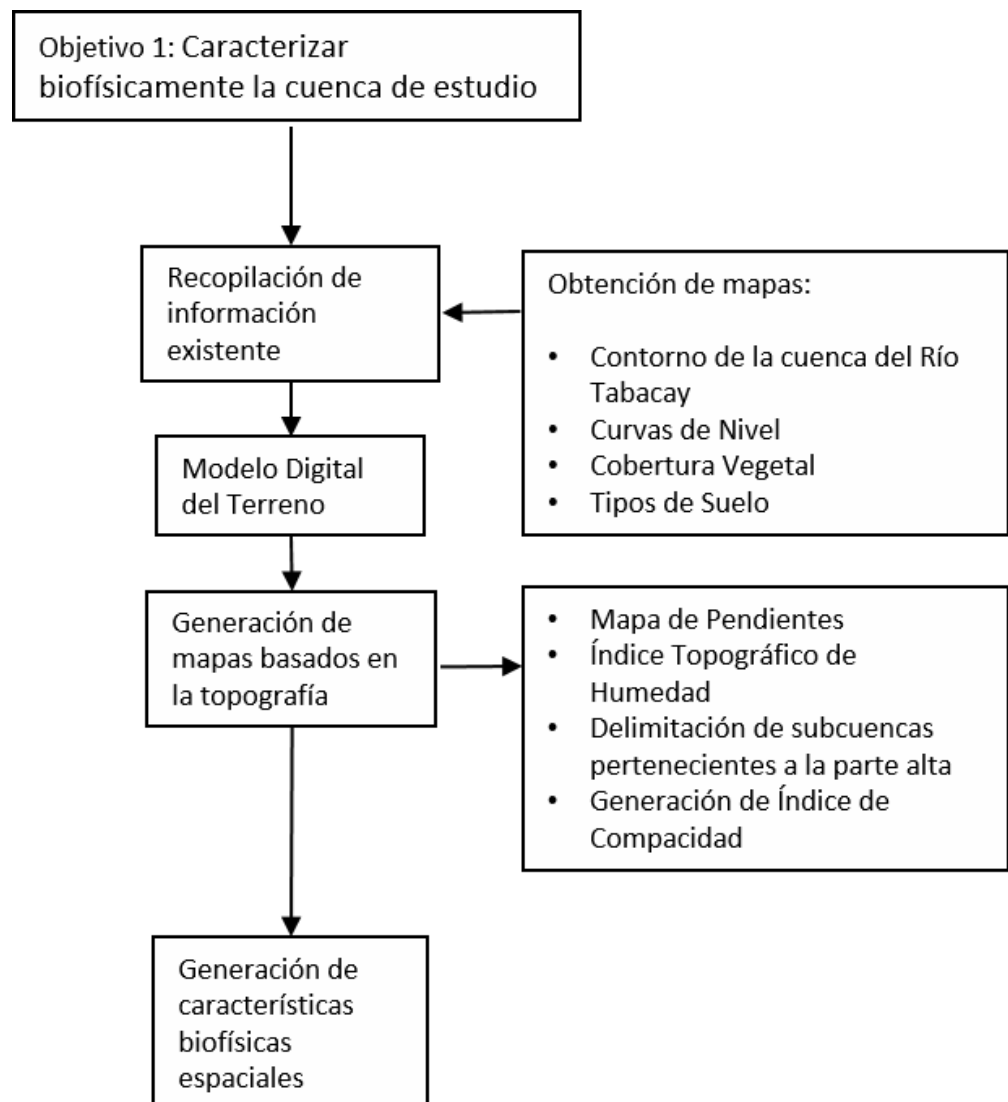 Objetivo 1: Caracterizar
biofísicamente la cuenca de estudio
Recopilación de
información
existente
Obtención de mapas:
• Contorno de la cuenca del Río
Tabacay
• Curvas de Nivel
• Cobertura Vegetal
• Tipos de Suelo
Modelo Digital
del Terreno
Generación de
mapas basados en
la topografía
• Mapa de Pendientes
• Índice Topográfico de
Humedad
• Delimitación de subcuencas
pertenecientes a la parte alta
• Generación de Índice de
Compacidad
Generación de
características
biofísicas
espaciales